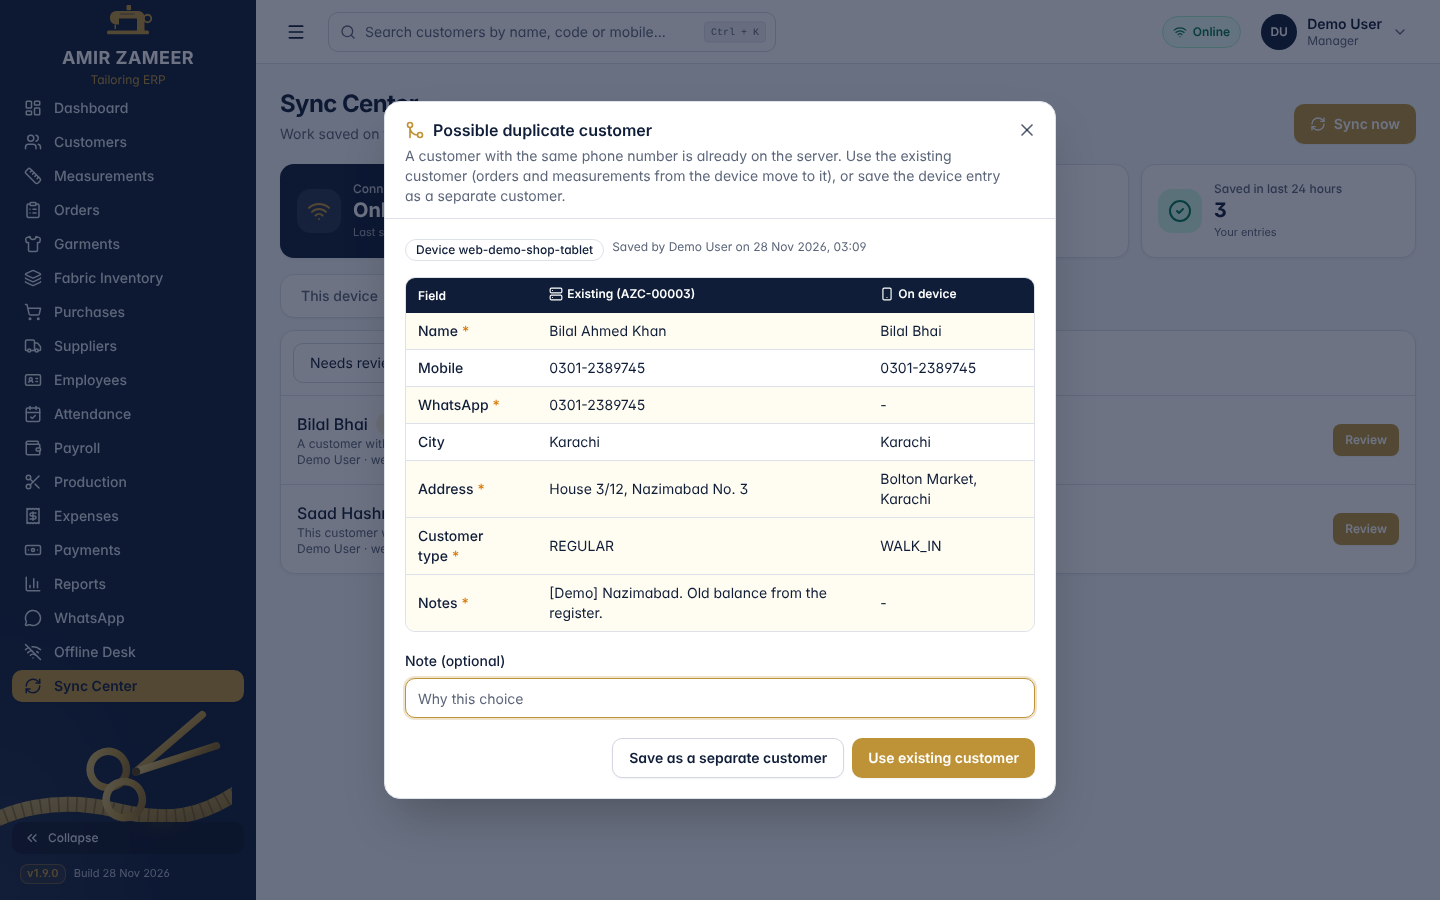 AMIR ZAMEER
Tailoring ERP
Dashboard
Customers
Measurements
Orders
Garments
Fabric Inventory
Purchases
Suppliers
Employees
Attendance
Payroll
Production
Expenses
Payments
Reports
WhatsApp
Offline Desk
Sync Center
Collapse
v1.9.0 Build 28 Nov 2026
Search customers by name, code or mobile... Ctrl + K
Online
DU
Demo User
Manager
Sync Center
Work saved on
Sync now
Saved in last 24 hours
3
Your entries
This device
Bilal Bhai
A customer
Demo User ·
Review
Saad
This customer
Demo User ·
Review
Possible duplicate customer
A customer with the same phone number is already on the server. Use the existing
customer (orders and measurements from the device move to it), or save the device entry
as a separate customer.
Device web-demo-shop-tablet Saved by Demo User on 28 Nov 2026, 03:09
Field Existing (AZC-00003) On device
Name * Bilal Ahmed Khan Bilal Bhai
Mobile 0301-2389745 0301-2389745
WhatsApp * 0301-2389745 -
City Karachi Karachi
Address * House 3/12, Nazimabad No. 3 Bolton Market,
Karachi
Customer
type * REGULAR WALK_IN
Notes * [Demo] Nazimabad. Old balance from the
register. -
Note (optional)
Why this choice
Save as a separate customer Use existing customer